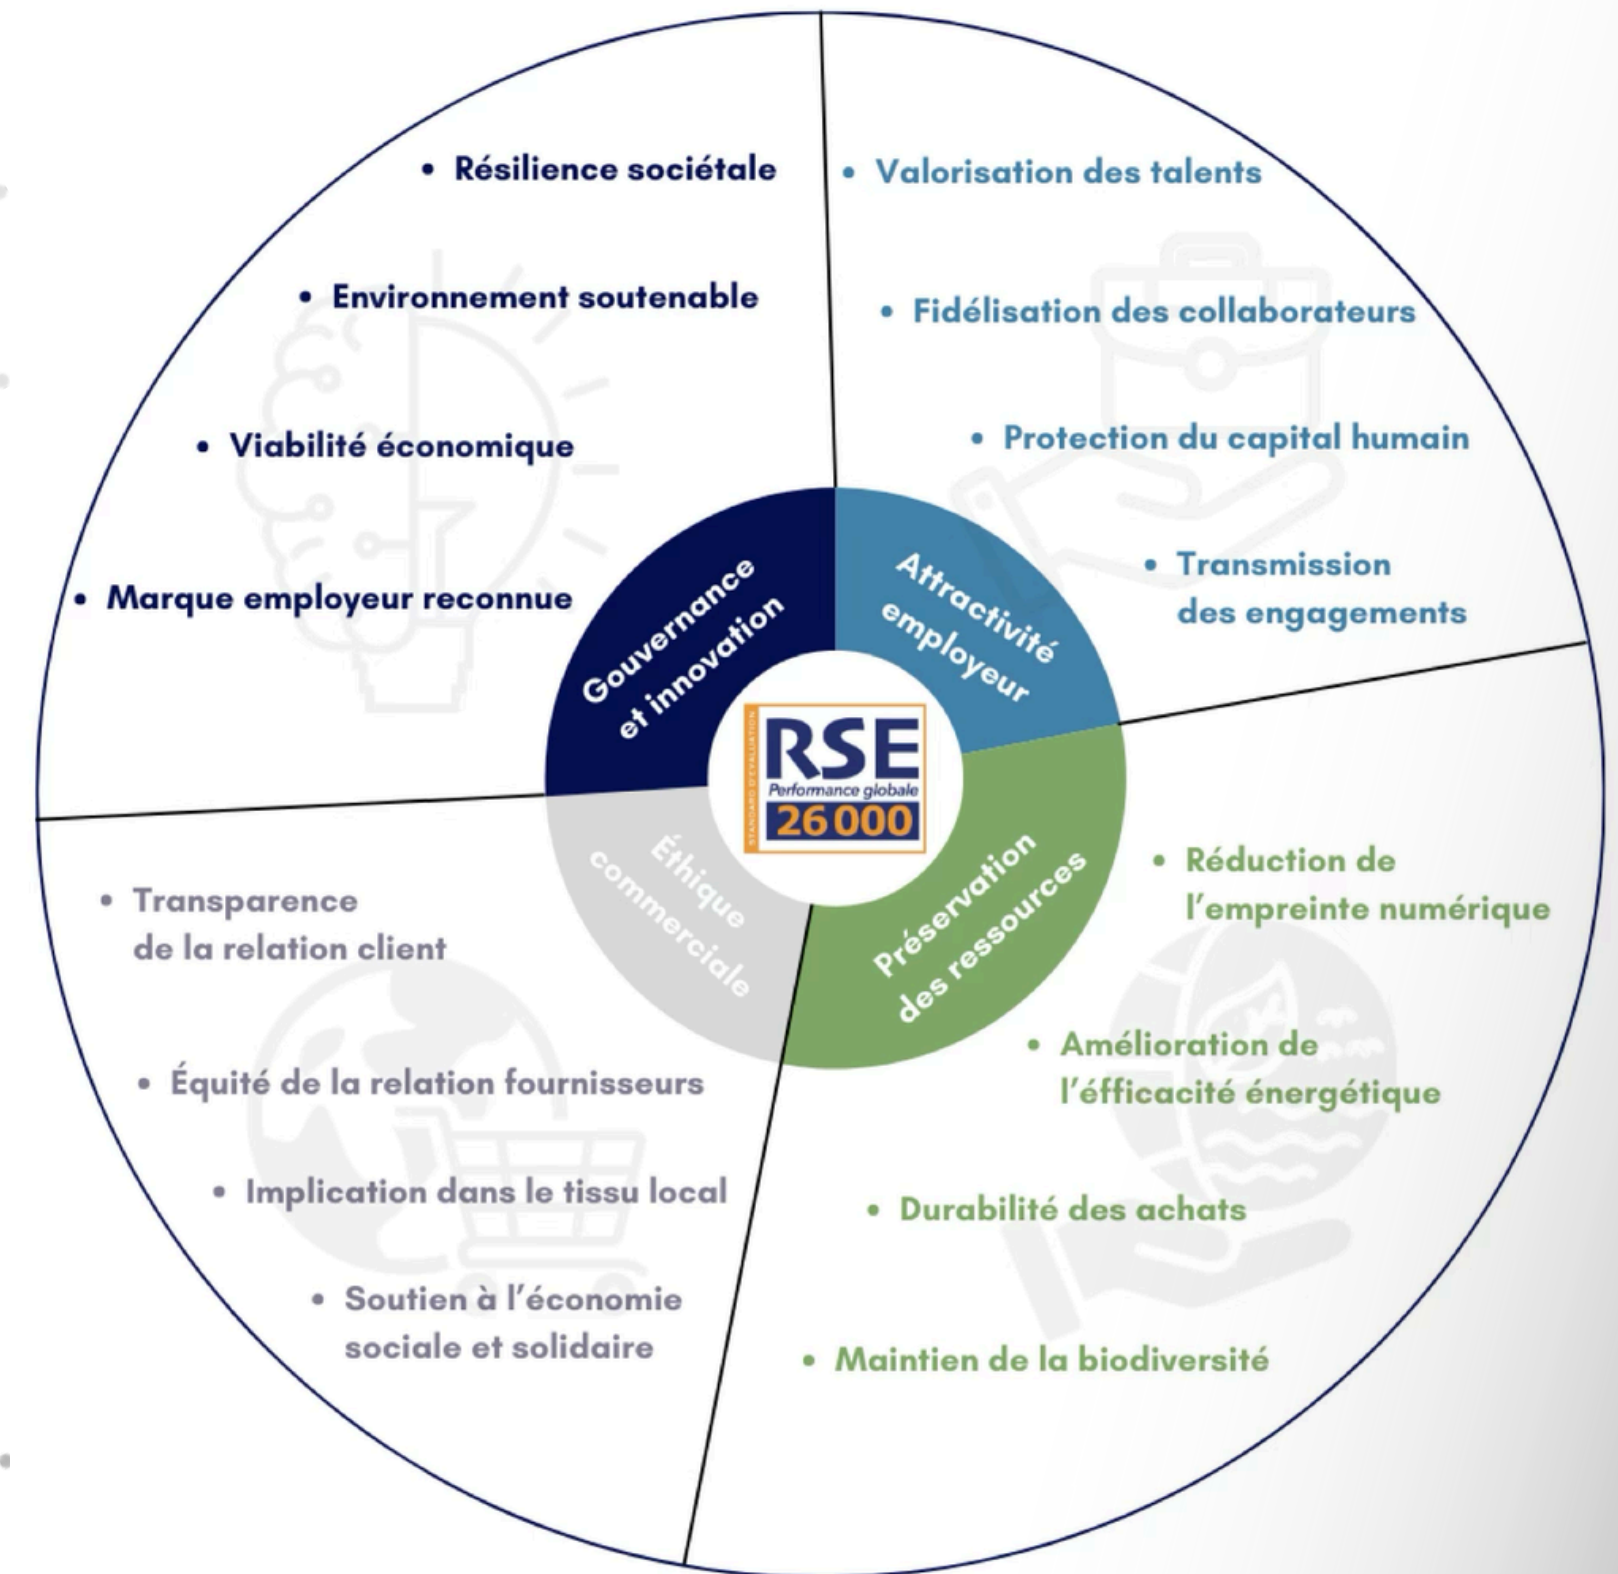 • Résilience sociétale
• Environnement soutenable
• Viabilité économique
• Marque employeur reconnue
• Valorisation des talents
• Fidélisation des collaborateurs
• Protection du capital humain
• Transmission
des engagements
Gouvernance
et innovation
Attractivité
employeur
STANDARD D'EVALUATION
RSE
Performance globale
26 000
Éthique
commerciale
Préservation
des ressources
• Transparence
de la relation client
• Équité de la relation fournisseurs
• Implication dans le tissu local
• Soutien à l'économie
sociale et solidaire
• Réduction de
l'empreinte numérique
• Amélioration de
l'éfficacité énergétique
• Durabilité des achats
• Maintien de la biodiversité